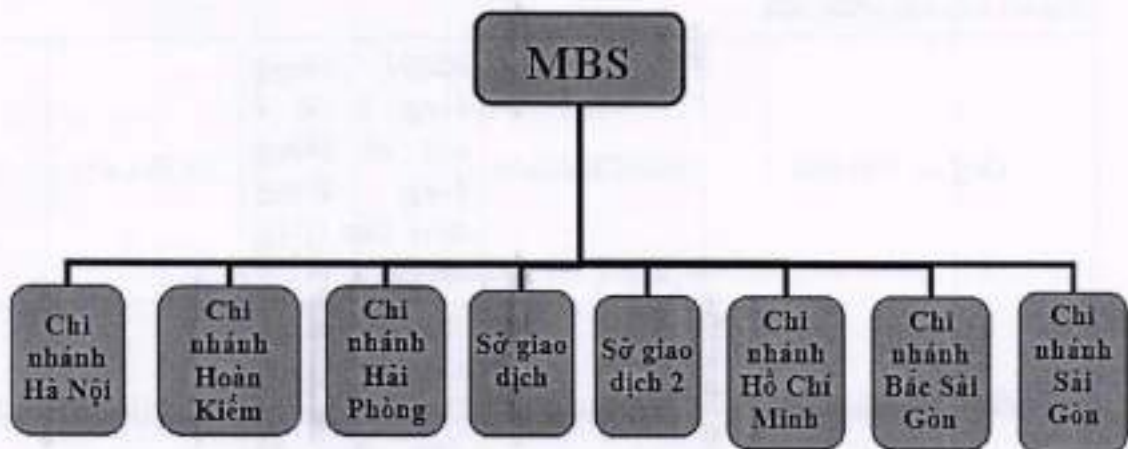 MBS
Chi
nhánh
Hà Nội
Chi
nhánh
Hoàn
Kiếm
Chi
nhánh
Hải
Phòng
Sở giao
dịch
Sở giao
dịch 2
Chi
nhánh
Hồ Chí
Minh
Chi
nhánh
Bắc Sài
Gòn
Chi
nhánh
Sài
Gòn